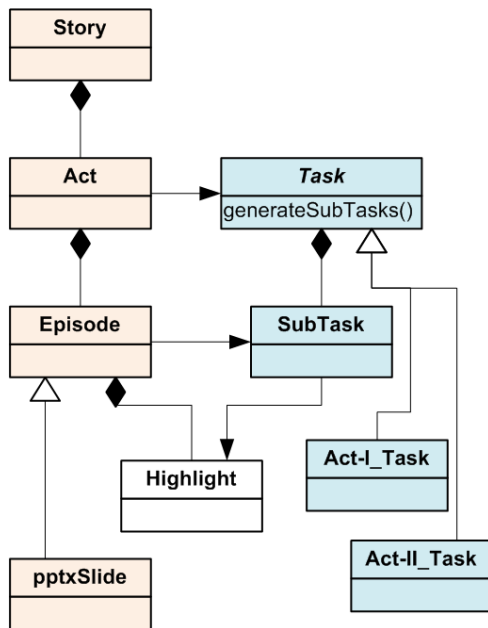 Story
Act
Task
generateSubTasks()
Episode
SubTask
Act-I_Task
Highlight
Act-II_Task
pptxSlide